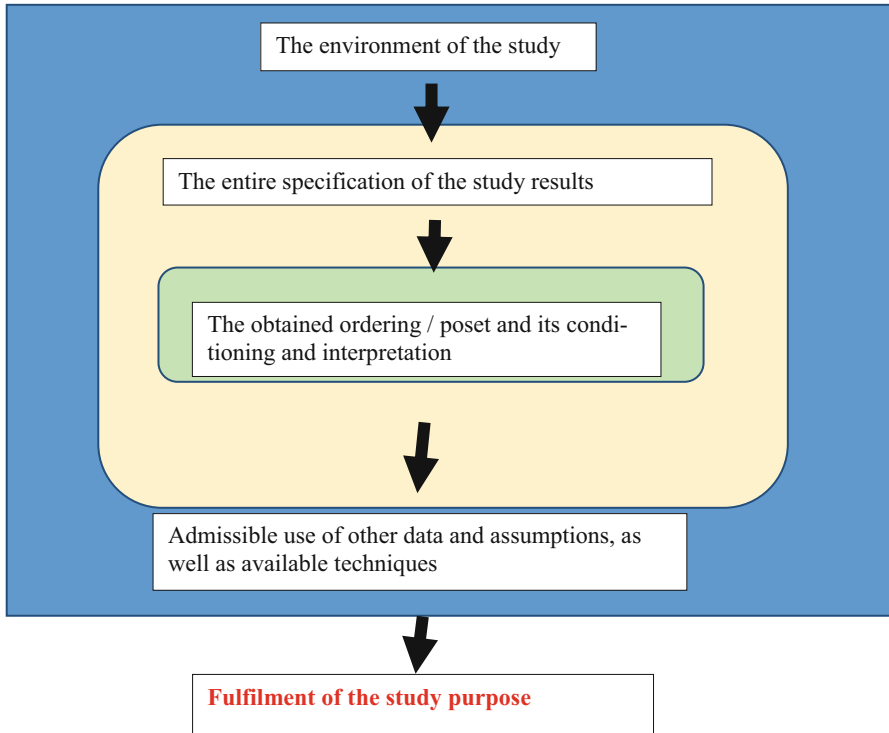 The environment of the study
The entire specification of the study results
The obtained ordering / poset and its condi-
tioning and interpretation
Admissible use of other data and assumptions, as
well as available techniques
Fulfilment of the study purpose